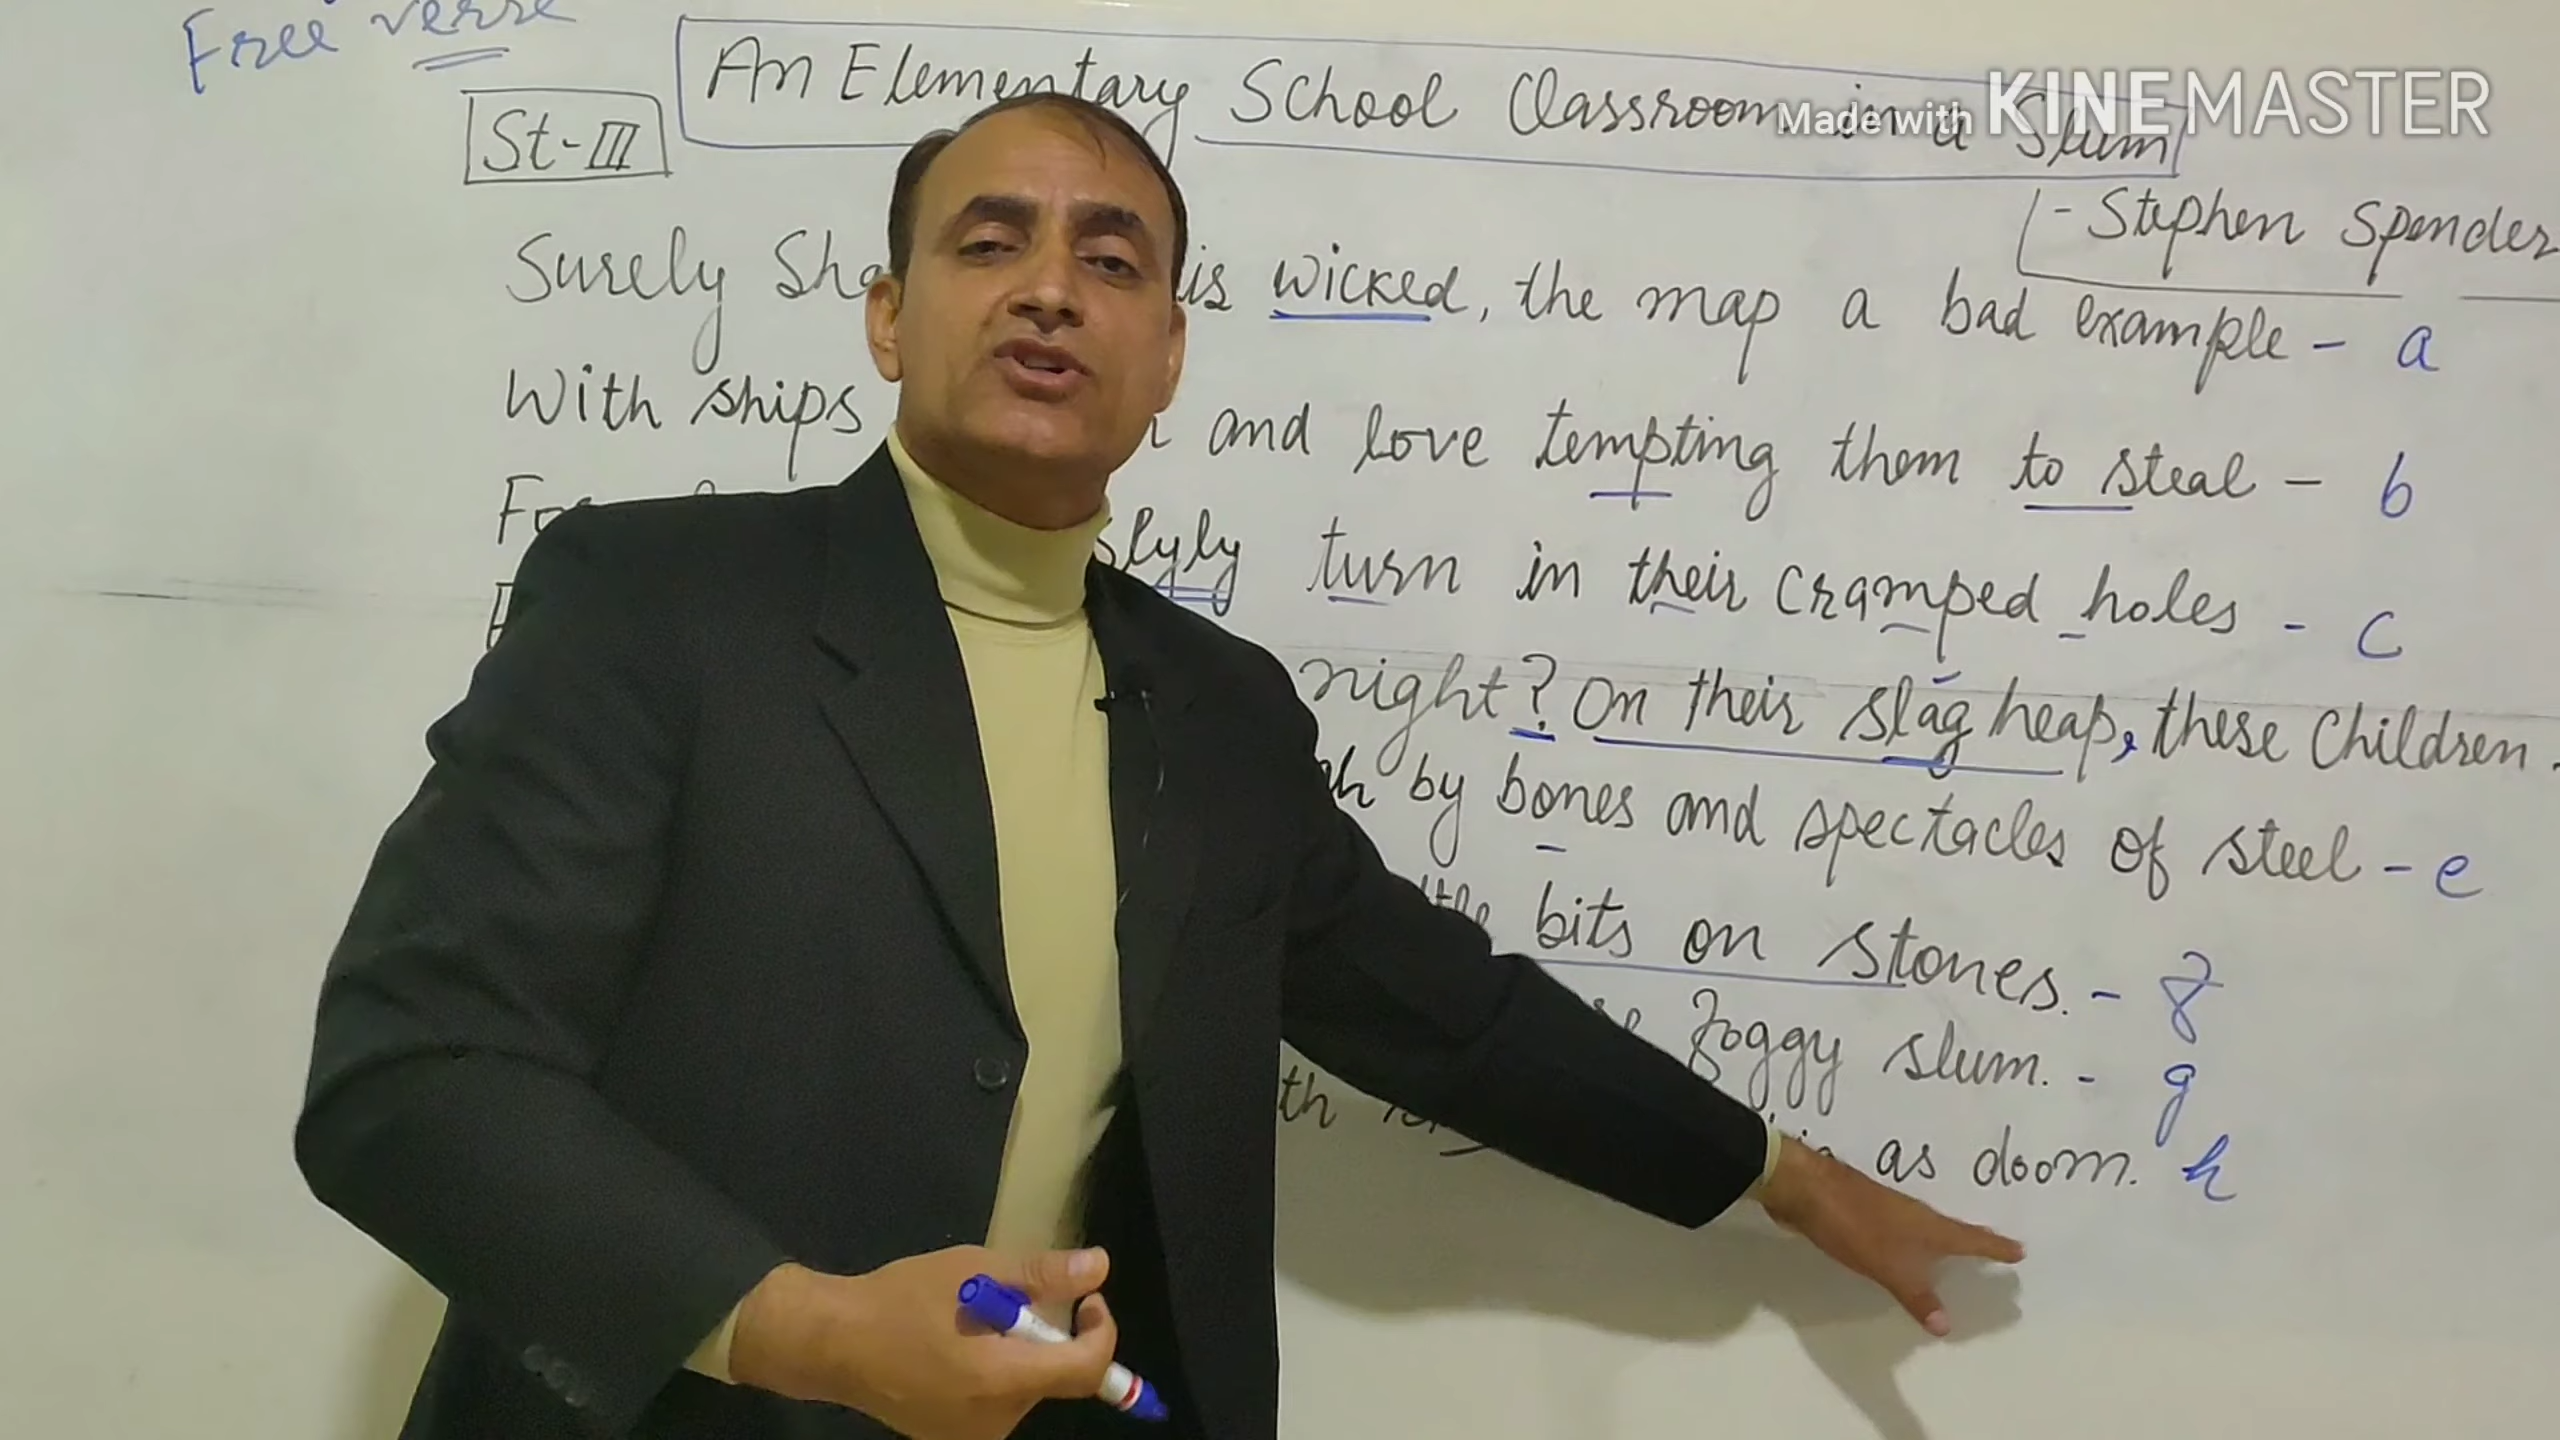 Free verse
An Elementary School Classroom in a Slum
Made with KINEMASTER
St-III
- Stephen Spender
Surely is wicked, the map a bad example - a
With ships and love tempting them to steal - b
slyly turn in their cramped holes - c
night? On their slag heap, these Children.
by bones and spectacles of steel - e
bits on stones. - f
foggy slum. - g
as doom. h